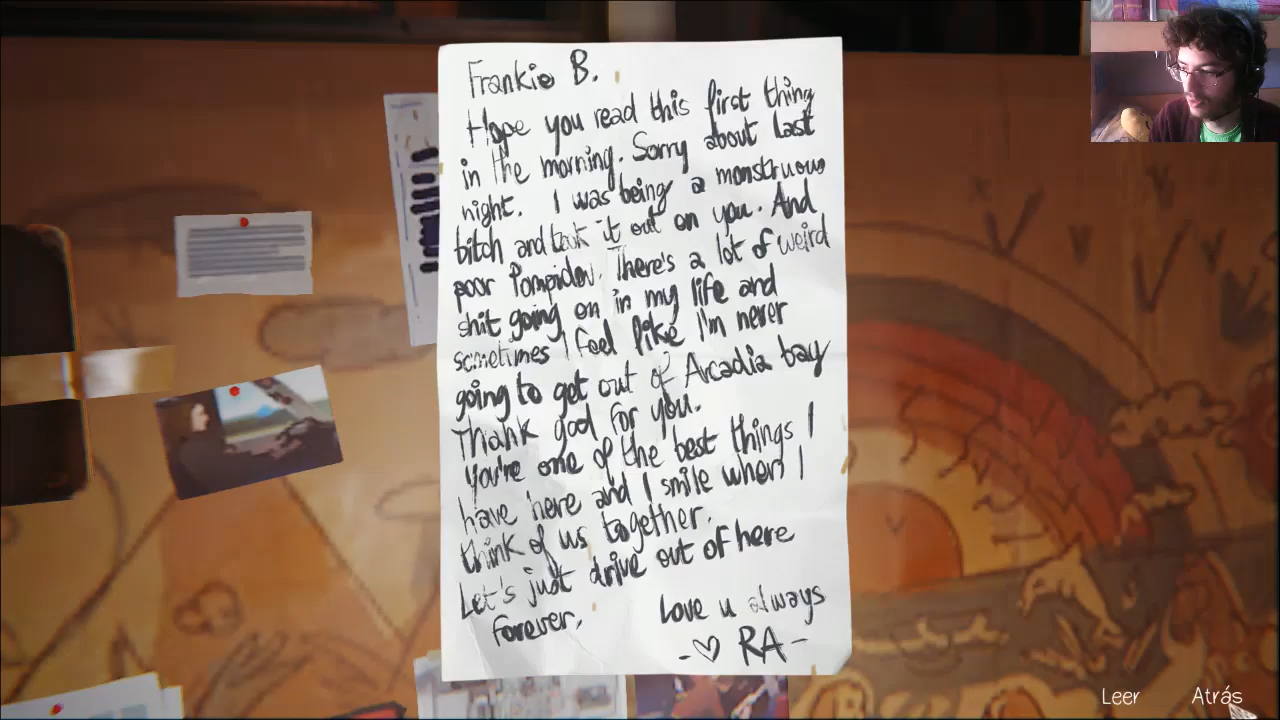 Frankie B.
Hope you read this first thing
in the morning. Sorry about last
night. I was being a monstruous
bitch and took it out on you. And
poor Pompidou. There's a lot of weird
shit going on in my life and
sometimes I feel like I'm never
going to get out of Arcadia bay
Thank god for you.
You're one of the best things I
have here and I smile when I
think of us together.
Let's just drive out of here
forever.
Love u always
-♡ RA-
Leer
Atrás